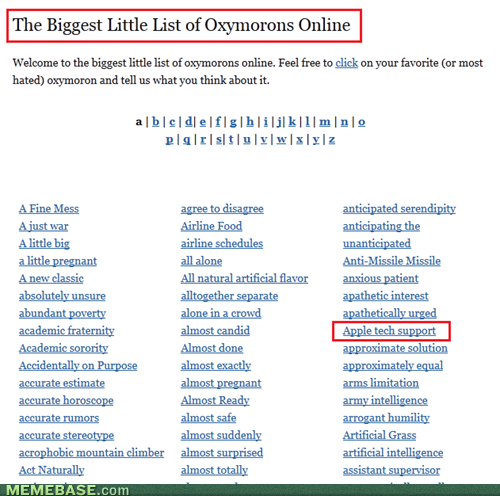 The Biggest Little List of Oxymorons Online
Welcome to the biggest little list of oxymorons online. Feel free to click on your favorite (or most
hated) oxymoron and tell us what you think about it.
a | b | c | d| e | f | g | h | i | j| k | l | m | n | o
p | q | r | s| t | u | v | w | x | y | z
A Fine Mess
A just war
A little big
a little pregnant
A new classic
absolutely unsure
abundant poverty
academic fraternity
Academic sorority
Accidentally on Purpose
accurate estimate
accurate horoscope
accurate rumors
accurate stereotype
acrophobic mountain climber
Act Naturally
agree to disagree
Airline Food
airline schedules
all alone
All natural artificial flavor
alltogether separate
alone in a crowd
almost candid
Almost done
almost exactly
almost pregnant
Almost Ready
almost safe
almost suddenly
almost surprised
almost totally
anticipated serendipity
anticipating the
unanticipated
Anti-Missile Missile
anxious patient
apathetic interest
apathetically urged
Apple tech support
approximate solution
approximately equal
arms limitation
army intelligence
arrogant humility
Artificial Grass
artificial intelligence
assistant supervisor
MEMEBASE.com